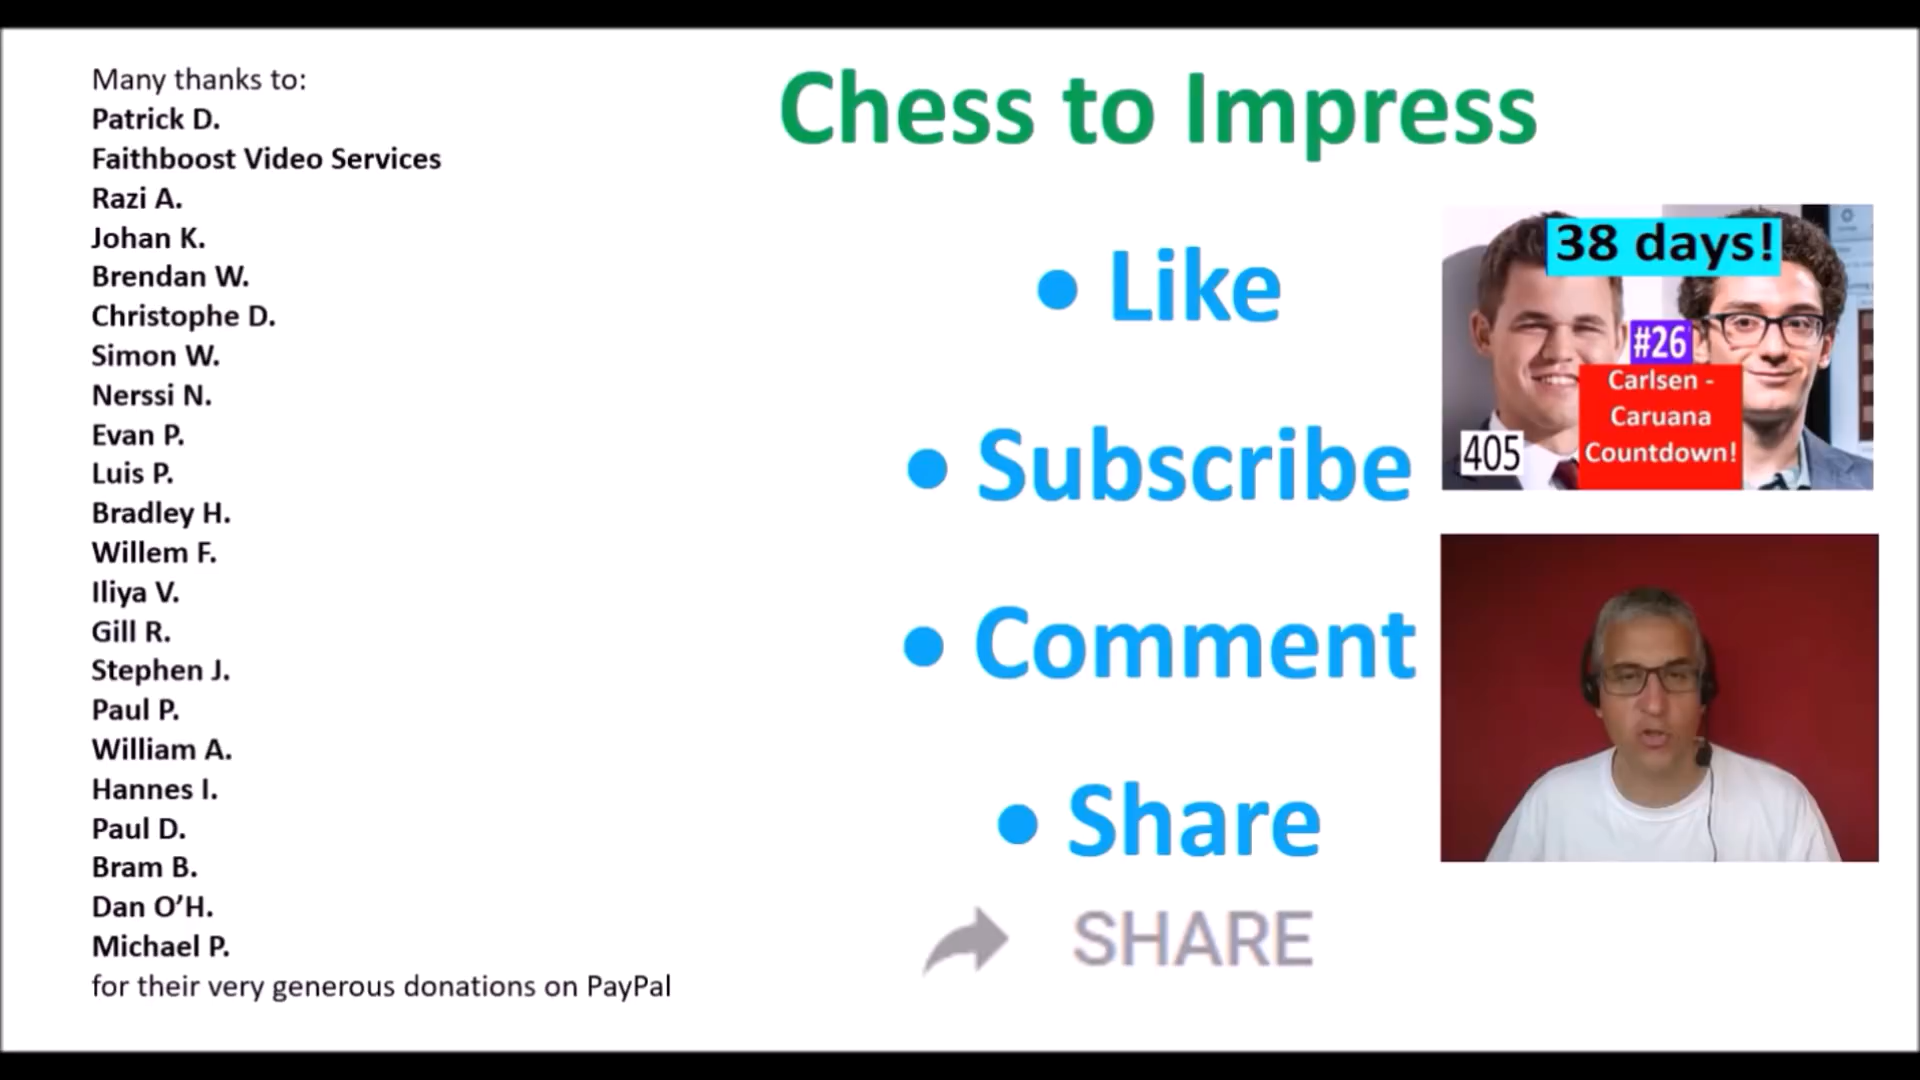 Many thanks to:
Patrick D.
Faithboost Video Services
Razi A.
Johan K.
Brendan W.
Christophe D.
Simon W.
Nerssi N.
Evan P.
Luis P.
Bradley H.
Willem F.
Iliya V.
Gill R.
Stephen J.
Paul P.
William A.
Hannes I.
Paul D.
Bram B.
Dan O’H.
Michael P.
for their very generous donations on PayPal
Chess to Impress
• Like
• Subscribe
• Comment
• Share
SHARE
38 days!
#26
Carlsen -
Caruana
Countdown!
405